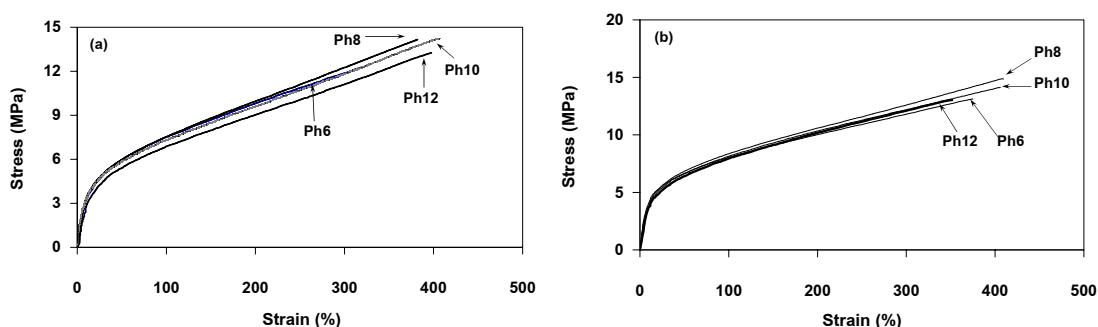 15
12
9
6
3
0
Stress (MPa)
(a)
Ph8
Ph10
Ph12
Ph6
0 100 200 300 400 500
Strain (%)
20
15
10
5
0
Stress (MPa)
(b)
Ph8
Ph10
Ph12 Ph6
0 100 200 300 400 500
Strain (%)